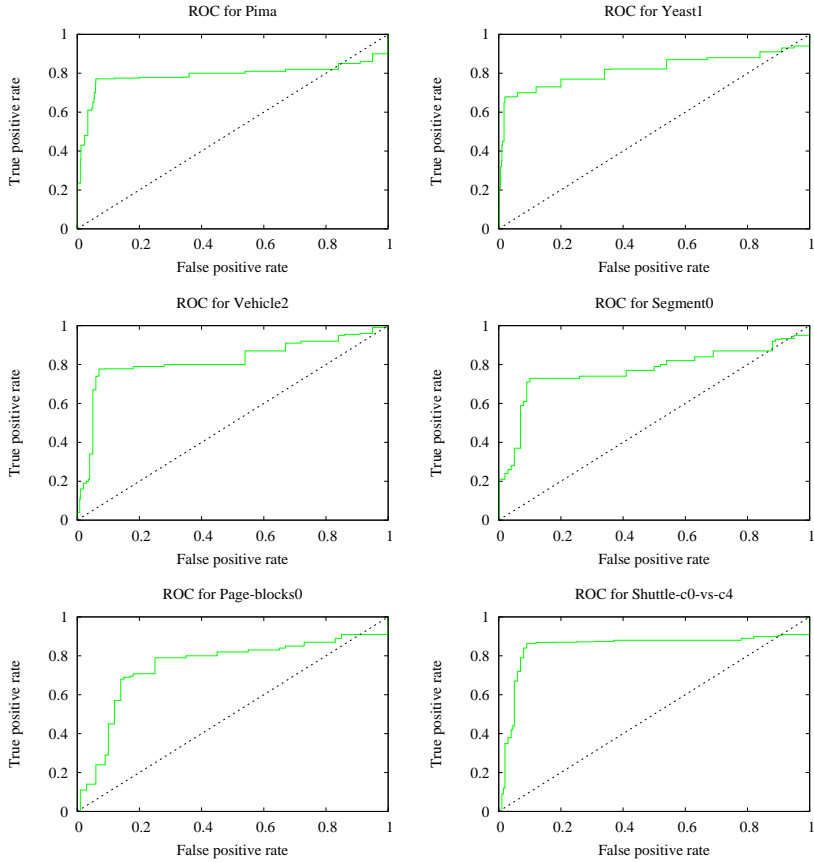 ROC for Pima
1
0.8
0.6
0.4
0.2
0
True positive rate
0 0.2 0.4 0.6 0.8 1
False positive rate
ROC for Yeast1
1
0.8
0.6
0.4
0.2
0
True positive rate
0 0.2 0.4 0.6 0.8 1
False positive rate
ROC for Vehicle2
1
0.8
0.6
0.4
0.2
0
True positive rate
0 0.2 0.4 0.6 0.8 1
False positive rate
ROC for Segment0
1
0.8
0.6
0.4
0.2
0
True positive rate
0 0.2 0.4 0.6 0.8 1
False positive rate
ROC for Page-blocks0
1
0.8
0.6
0.4
0.2
0
True positive rate
0 0.2 0.4 0.6 0.8 1
False positive rate
ROC for Shuttle-c0-vs-c4
1
0.8
0.6
0.4
0.2
0
True positive rate
0 0.2 0.4 0.6 0.8 1
False positive rate